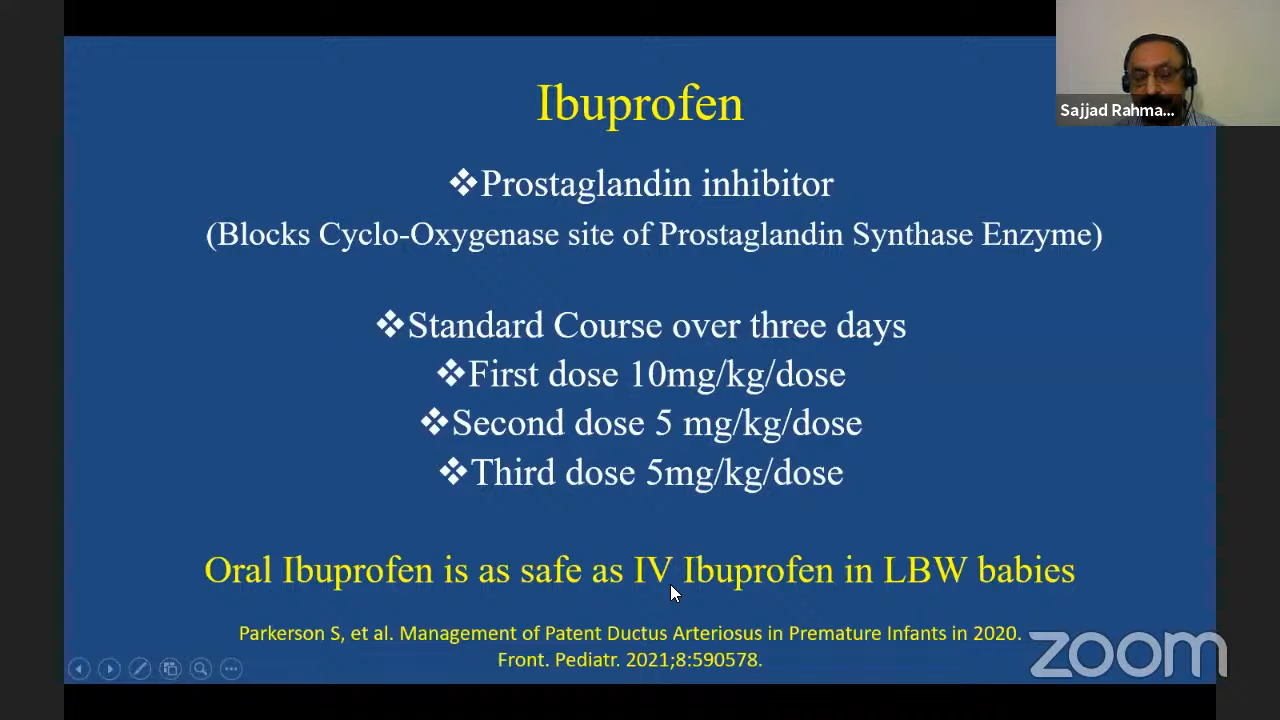 Ibuprofen
Sajjad Rahma...
❖Prostaglandin inhibitor
(Blocks Cyclo-Oxygenase site of Prostaglandin Synthase Enzyme)
❖Standard Course over three days
❖First dose 10mg/kg/dose
❖Second dose 5 mg/kg/dose
❖Third dose 5mg/kg/dose
Oral Ibuprofen is as safe as IV Ibuprofen in LBW babies
Parkerson S, et al. Management of Patent Ductus Arteriosus in Premature Infants in 2020.
Front. Pediatr. 2021;8:590578.
zoom